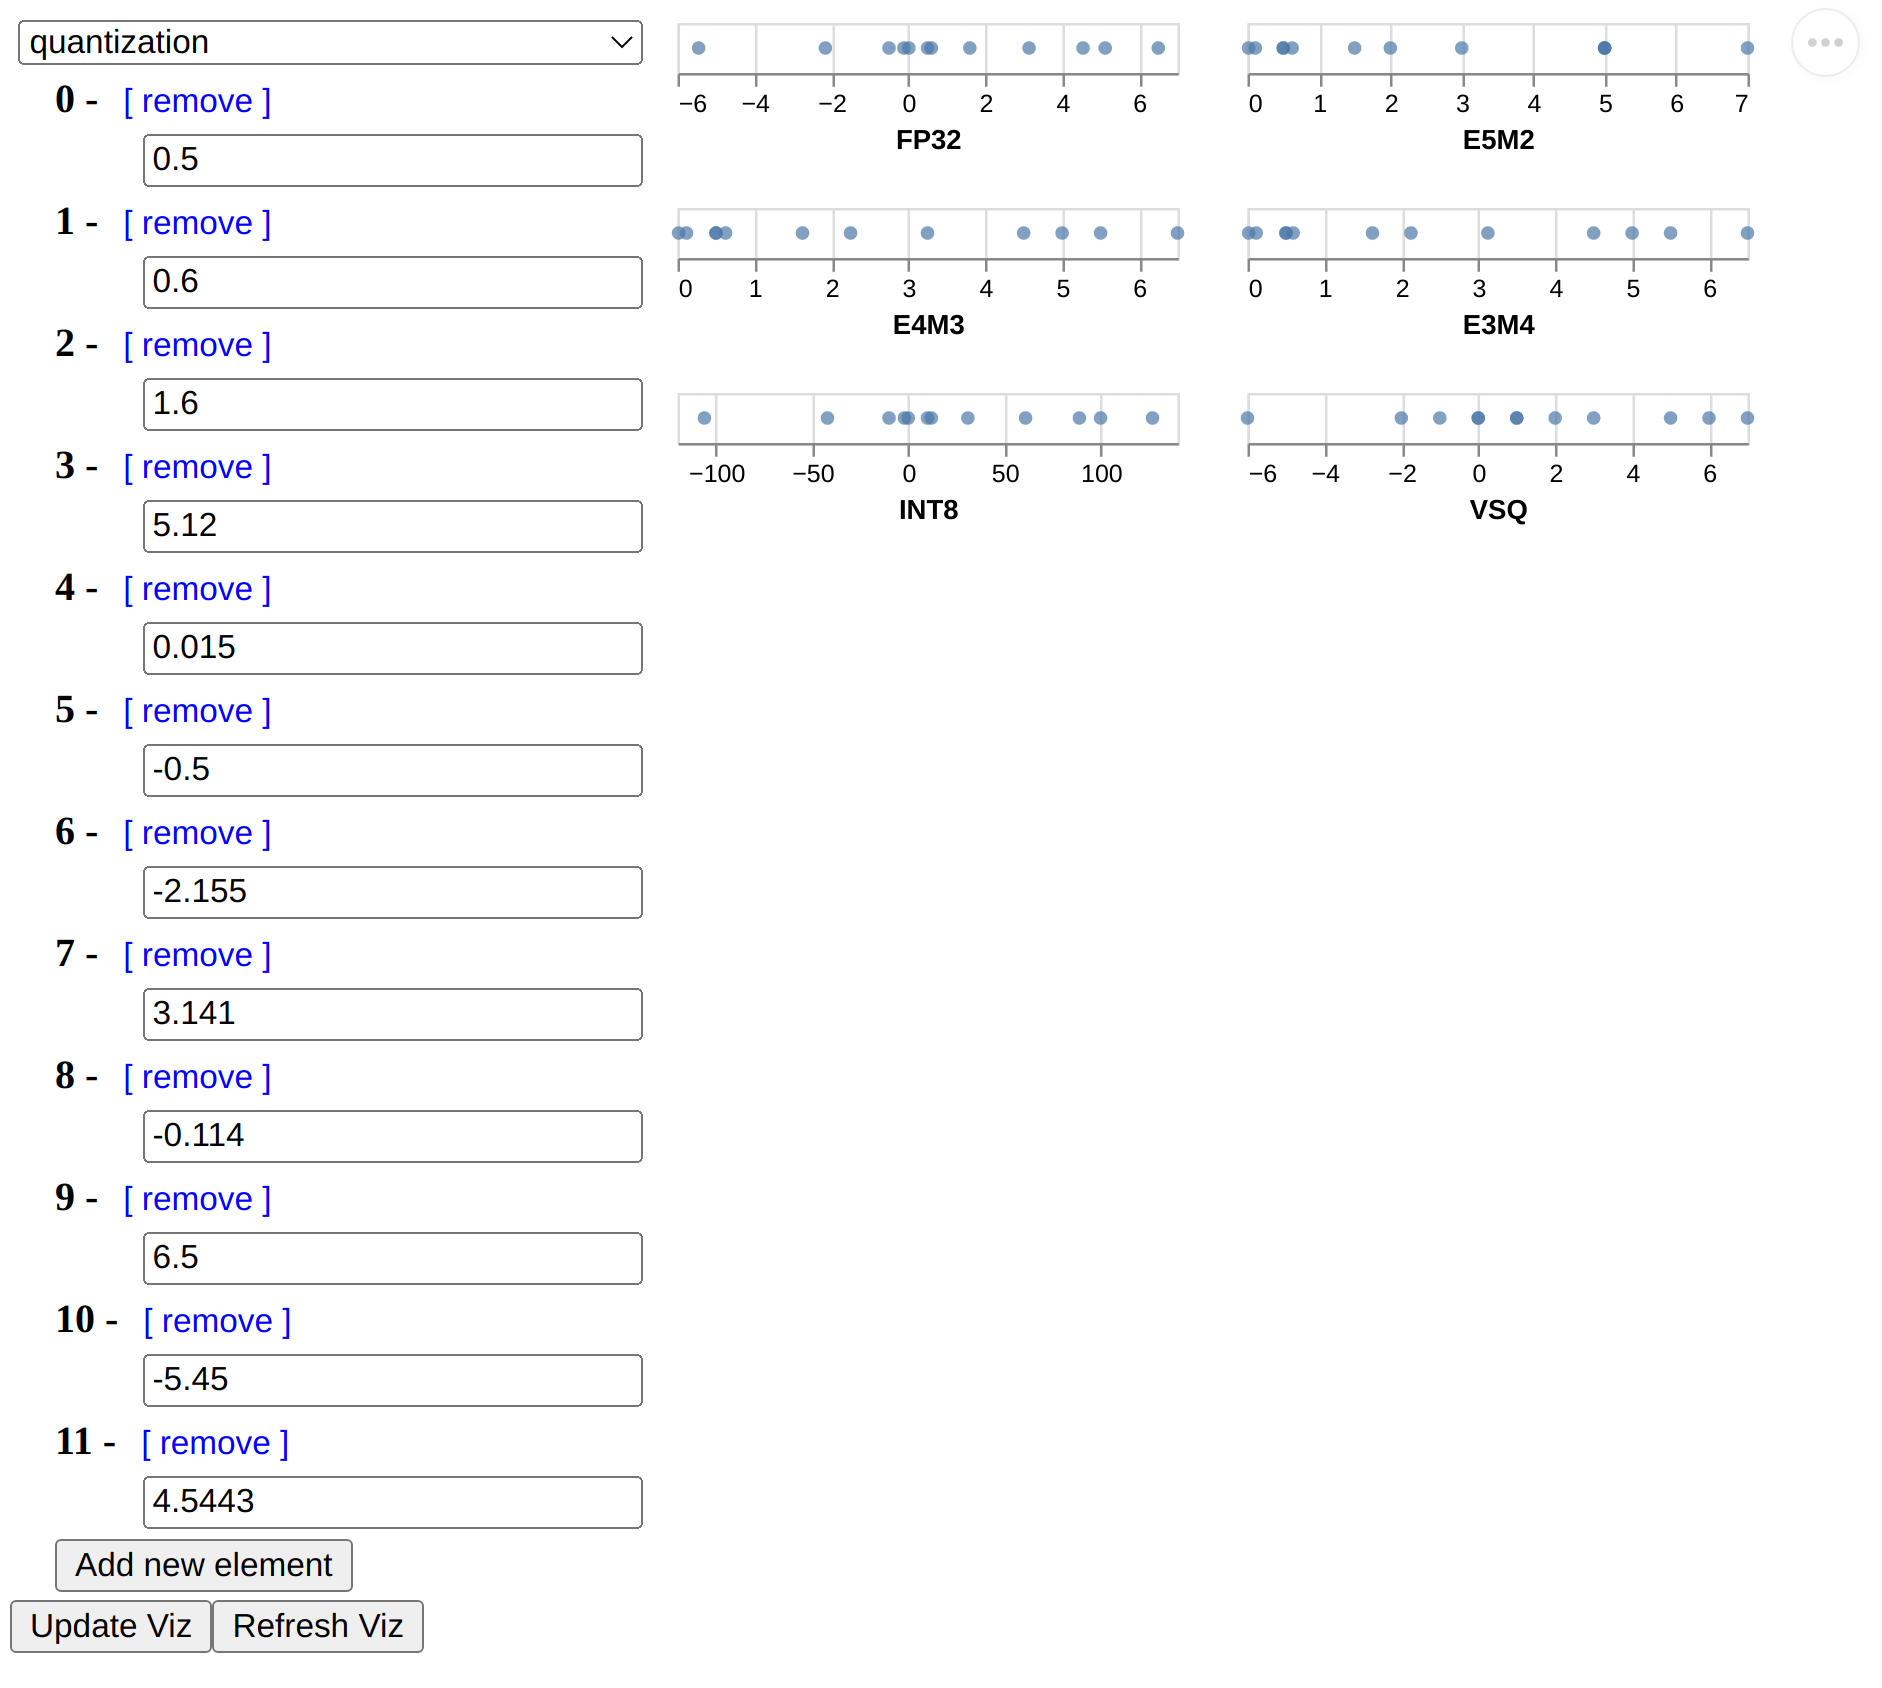 quantization
0 - [ remove ]
0.5
1 - [ remove ]
0.6
2 - [ remove ]
1.6
3 - [ remove ]
5.12
4 - [ remove ]
0.015
5 - [ remove ]
-0.5
6 - [ remove ]
-2.155
7 - [ remove ]
3.141
8 - [ remove ]
-0.114
9 - [ remove ]
6.5
10 - [ remove ]
-5.45
11 - [ remove ]
4.5443
Add new element
Update Viz Refresh Viz
−6 −4 −2 0 2 4 6
FP32
0 1 2 3 4 5 6 7
E5M2
0 1 2 3 4 5 6
E4M3
0 1 2 3 4 5 6
E3M4
−100 −50 0 50 100
INT8
−6 −4 −2 0 2 4 6
VSQ